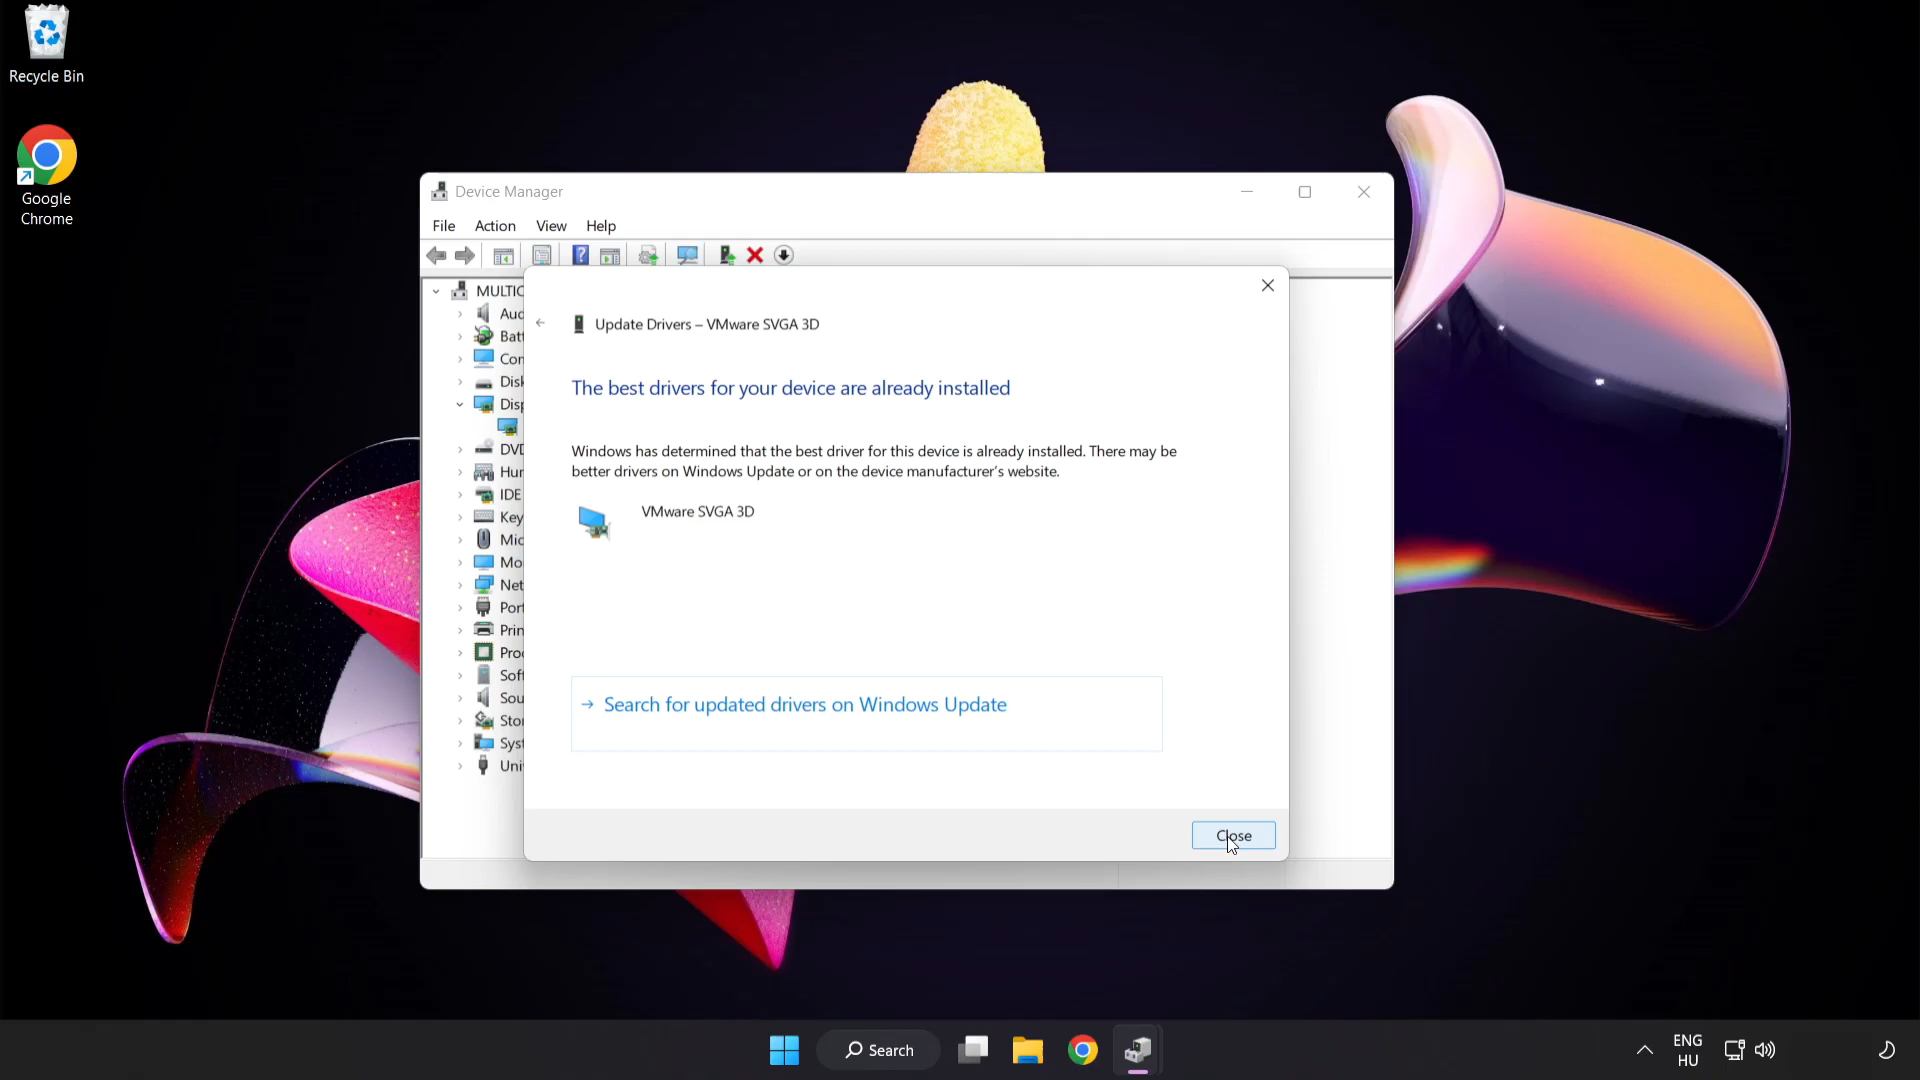 Recycle Bin
Google
Chrome
Device Manager
File Action View Help
MULTIC
Aud
Batt
Con
Disk
Disp
DVD
Hun
IDE
Key
Mic
Mo
Net
Port
Prin
Proc
Soft
Sou
Stor
Syst
Uni
Update Drivers – VMware SVGA 3D
The best drivers for your device are already installed
Windows has determined that the best driver for this device is already installed. There may be
better drivers on Windows Update or on the device manufacturer's website.
VMware SVGA 3D
Search for updated drivers on Windows Update
Close
Search
ENG
HU